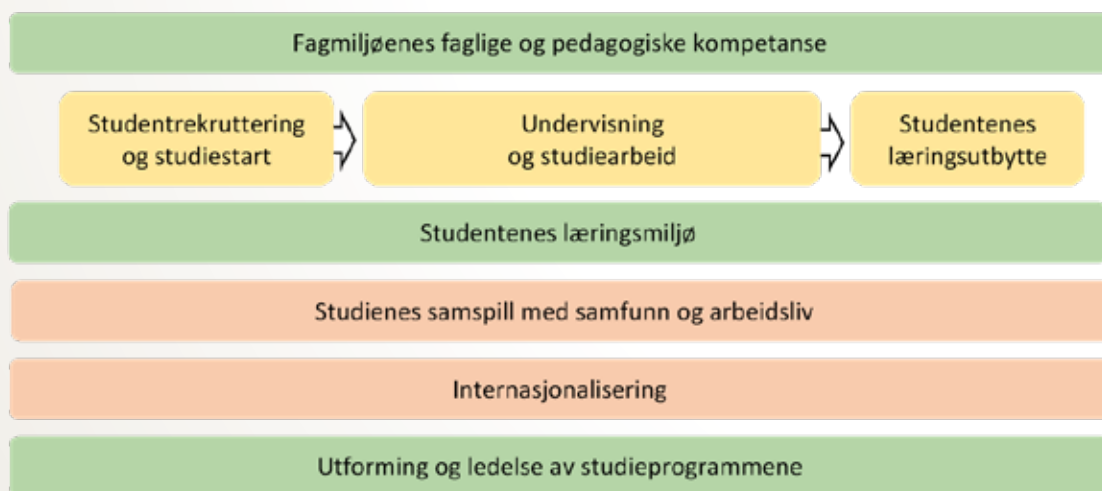 Fagmiljøenes faglige og pedagogiske kompetanse
Studentrekruttering
og studiestart
Undervisning
og studiearbeid
Studentenes
læringsutbytte
Studentenes læringsmiljø
Studienes samspill med samfunn og arbeidsliv
Internasjonalisering
Utforming og ledelse av studieprogrammene